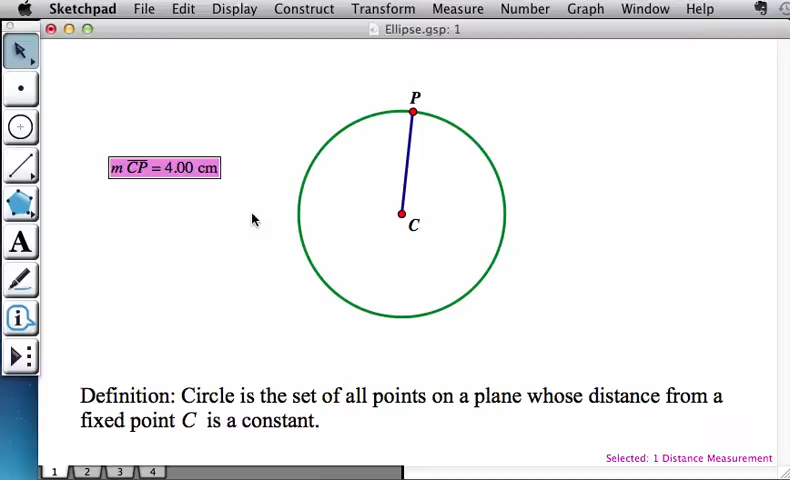 Sketchpad File Edit Display Construct Transform Measure Number Graph Window Help
Ellipse.gsp: 1
P
m CP = 4.00 cm
C
A
i
Definition: Circle is the set of all points on a plane whose distance from a
fixed point C is a constant.
Selected: 1 Distance Measurement
1 2 3 4